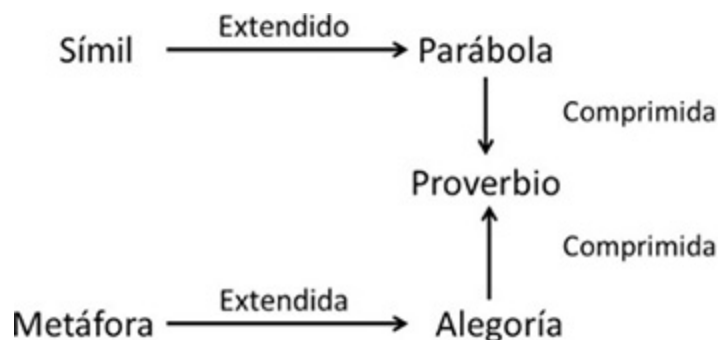 Extendido
Símil Parábola
Comprimida
Proverbio
Comprimida
Extendida
Metáfora Alegoría